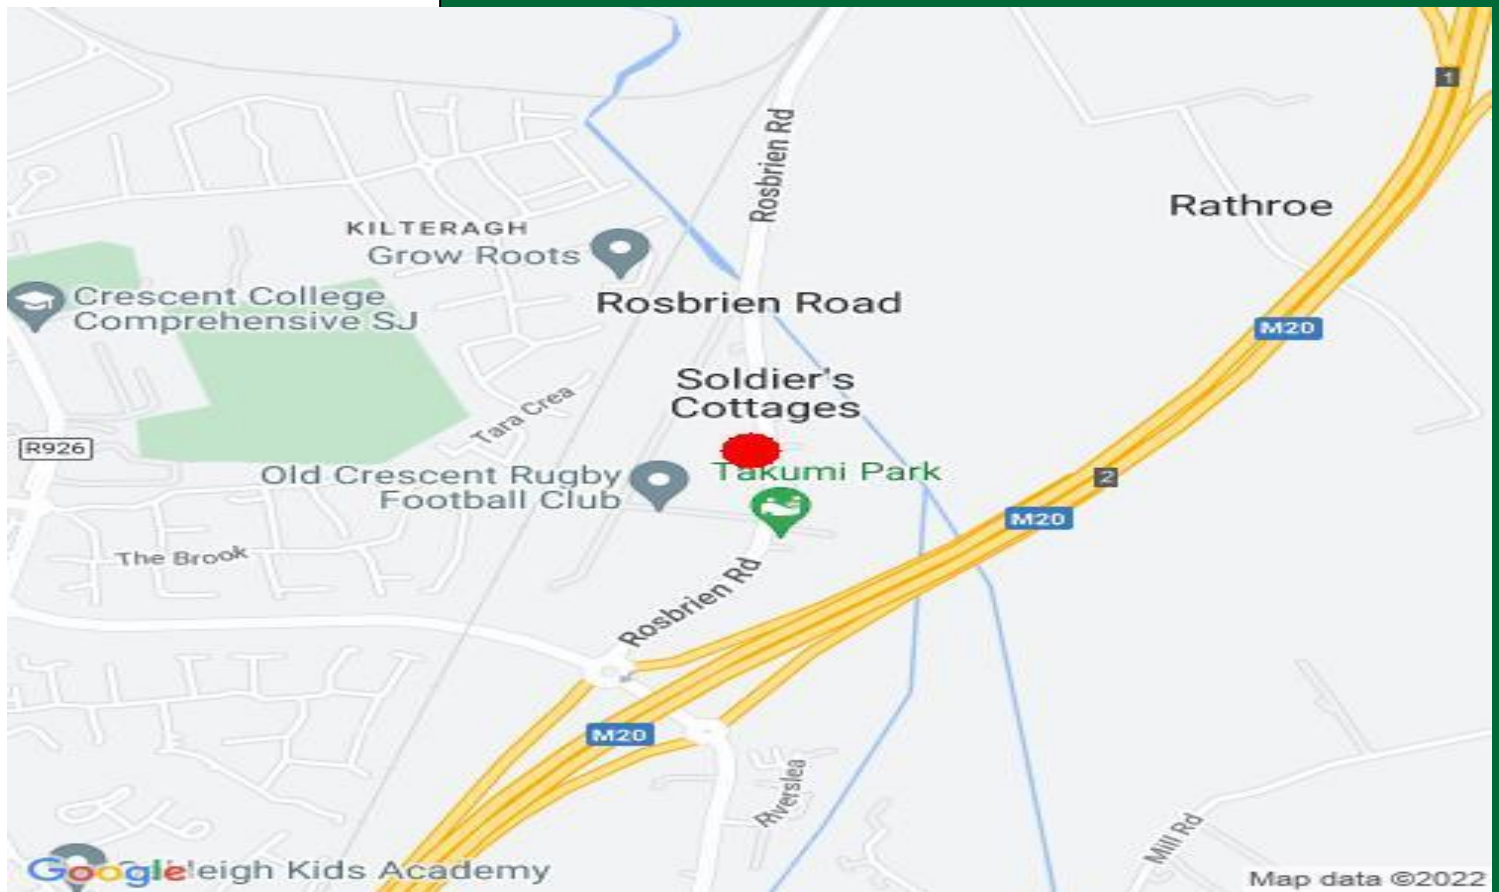 1
Rosbrien Rd
Rathroe
KILTERAGH
Grow Roots
Crescent College
Comprehensive SJ
Rosbrien Road
M20
Soldier's
Cottages
Tara Crea
R926
Old Crescent Rugby
Football Club
Takumi Park
2
M20
The Brook
Rosbrien Rd
M20
Riverslea
Mill Rd
Google
leigh Kids Academy
Map data ©2022